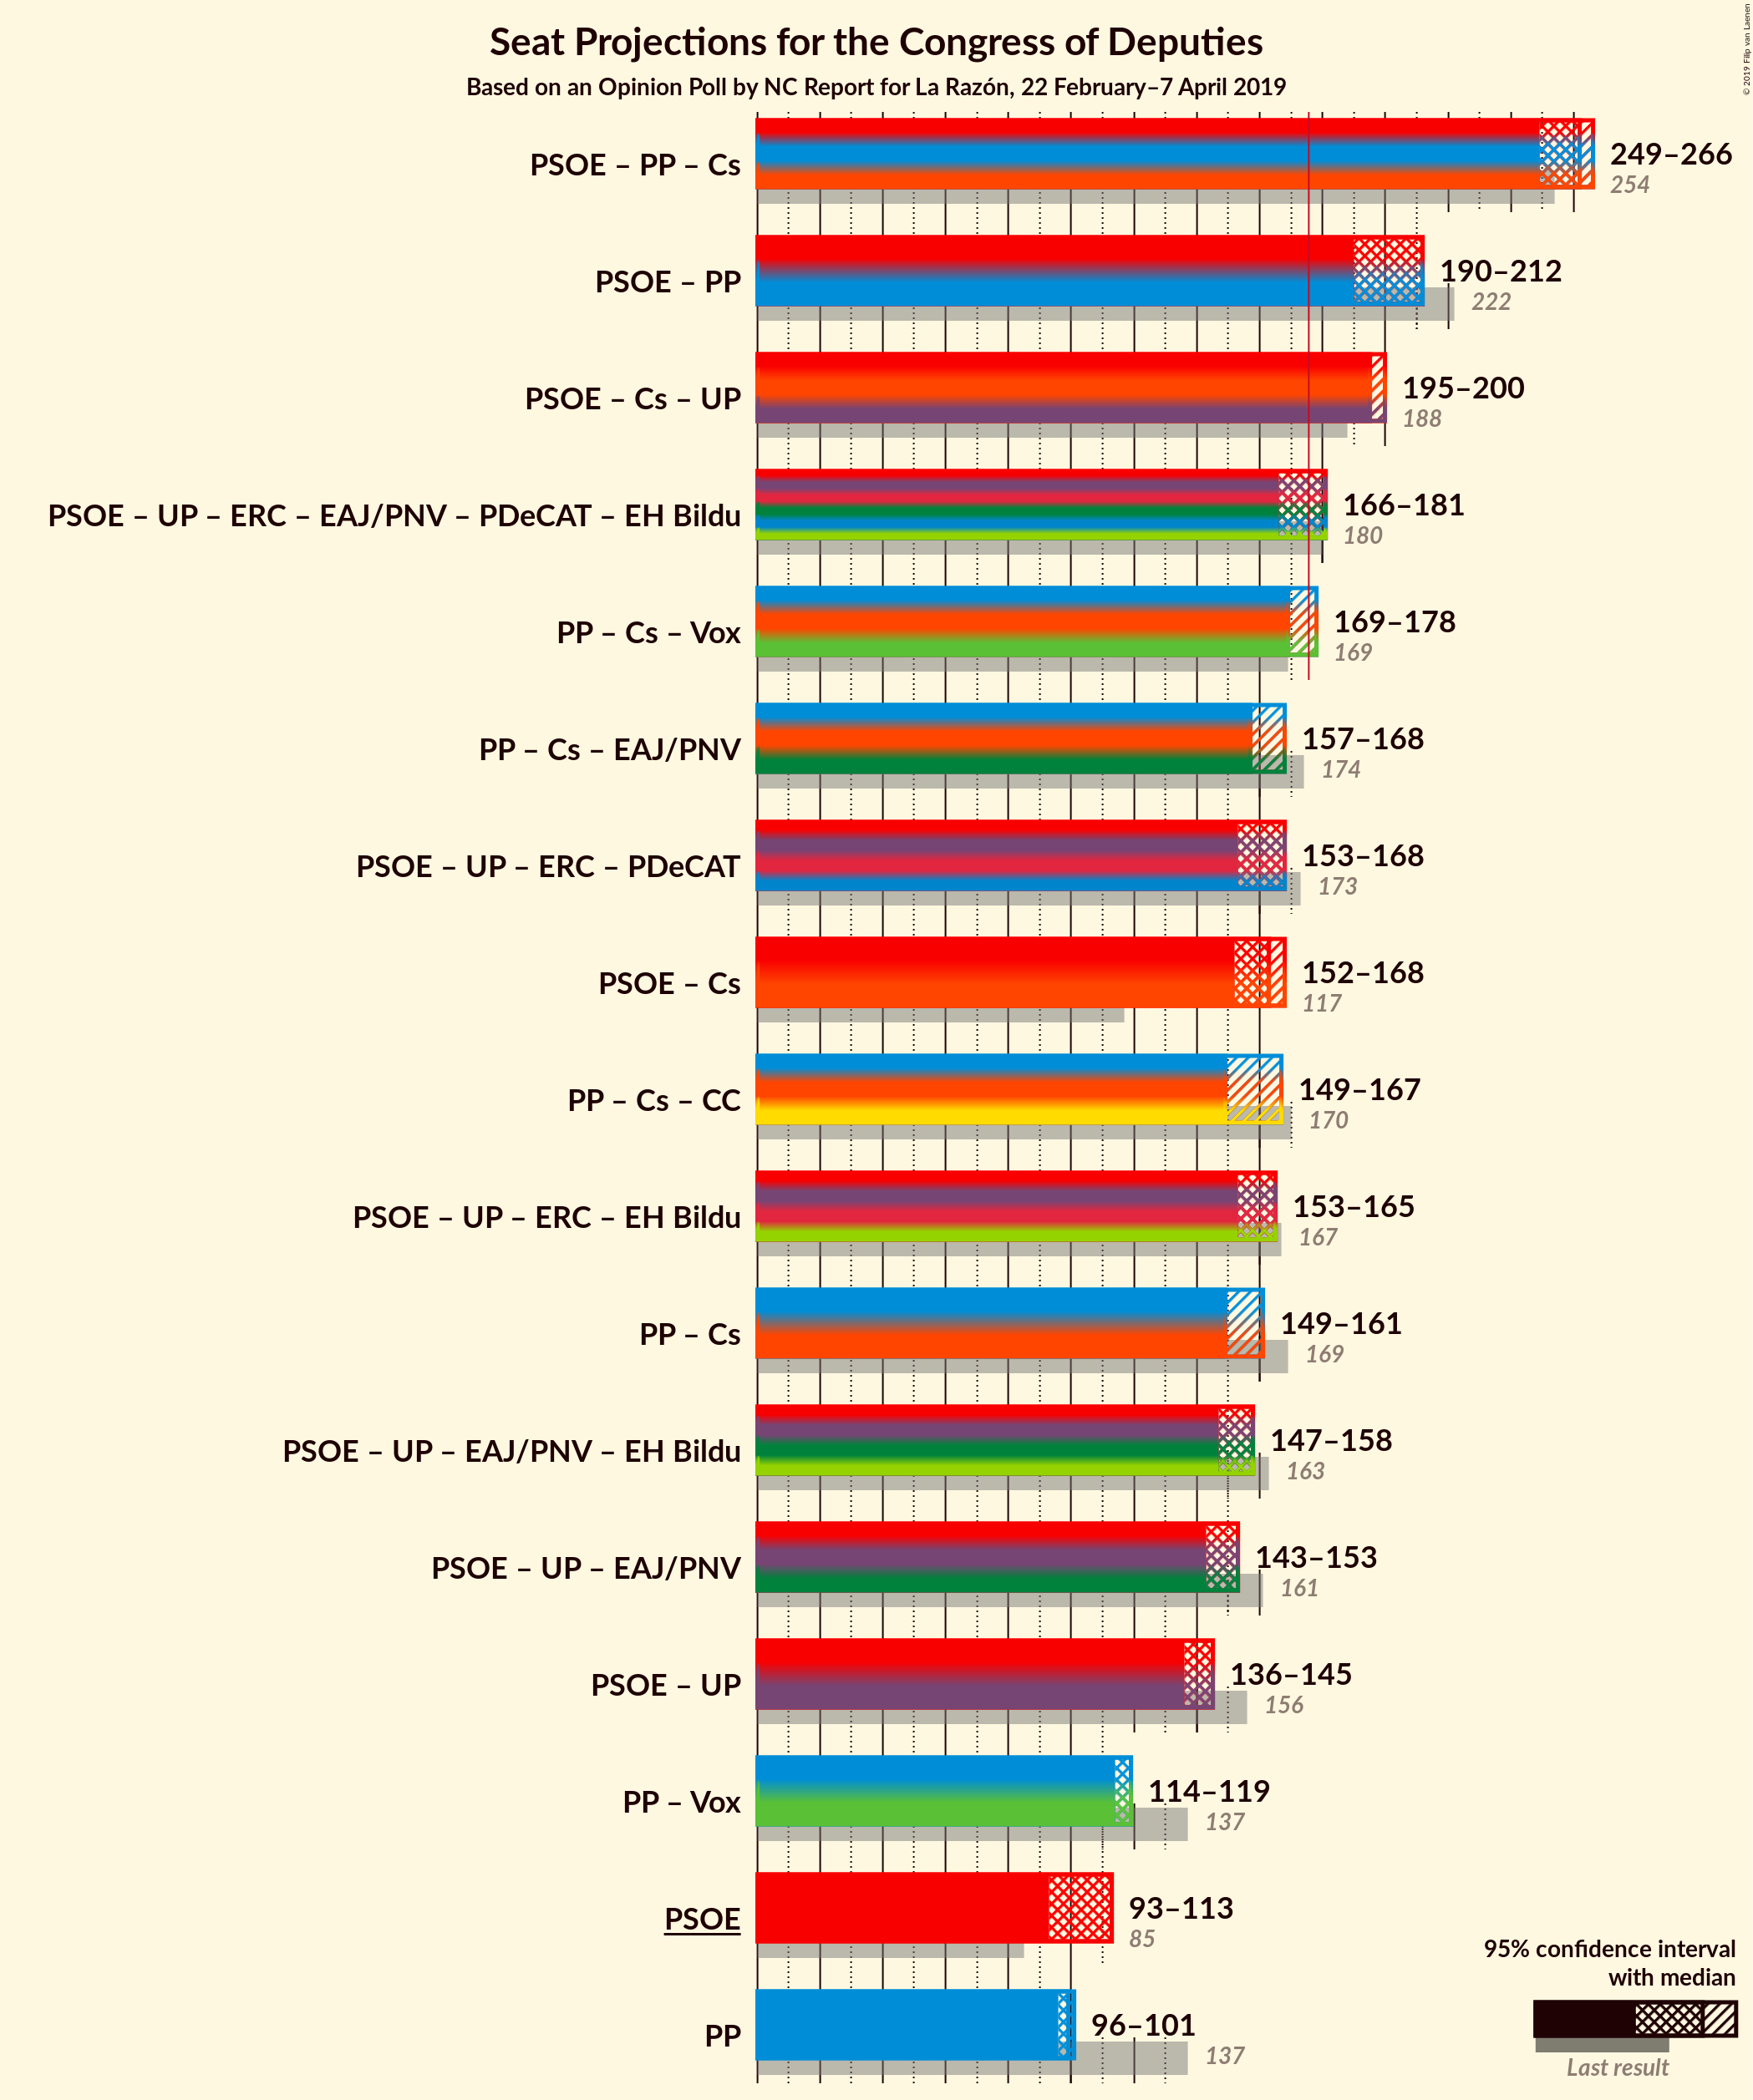 Seat Projections for the Congress of Deputies
Based on an Opinion Poll by NC Report for La Razón, 22 February–7 April 2019
© 2019 Filip van Laenen
PSOE – PP – Cs
249–266
254
PSOE – PP
190–212
222
PSOE – Cs – UP
195–200
188
PSOE – UP – ERC – EAJ/PNV – PDeCAT – EH Bildu
166–181
180
PP – Cs – Vox
169–178
169
PP – Cs – EAJ/PNV
157–168
174
PSOE – UP – ERC – PDeCAT
153–168
173
PSOE – Cs
152–168
117
PP – Cs – CC
149–167
170
PSOE – UP – ERC – EH Bildu
153–165
167
PP – Cs
149–161
169
PSOE – UP – EAJ/PNV – EH Bildu
147–158
163
PSOE – UP – EAJ/PNV
143–153
161
PSOE – UP
136–145
156
PP – Vox
114–119
137
PSOE
93–113
85
PP
96–101
137
95% confidence interval
with median
Last result